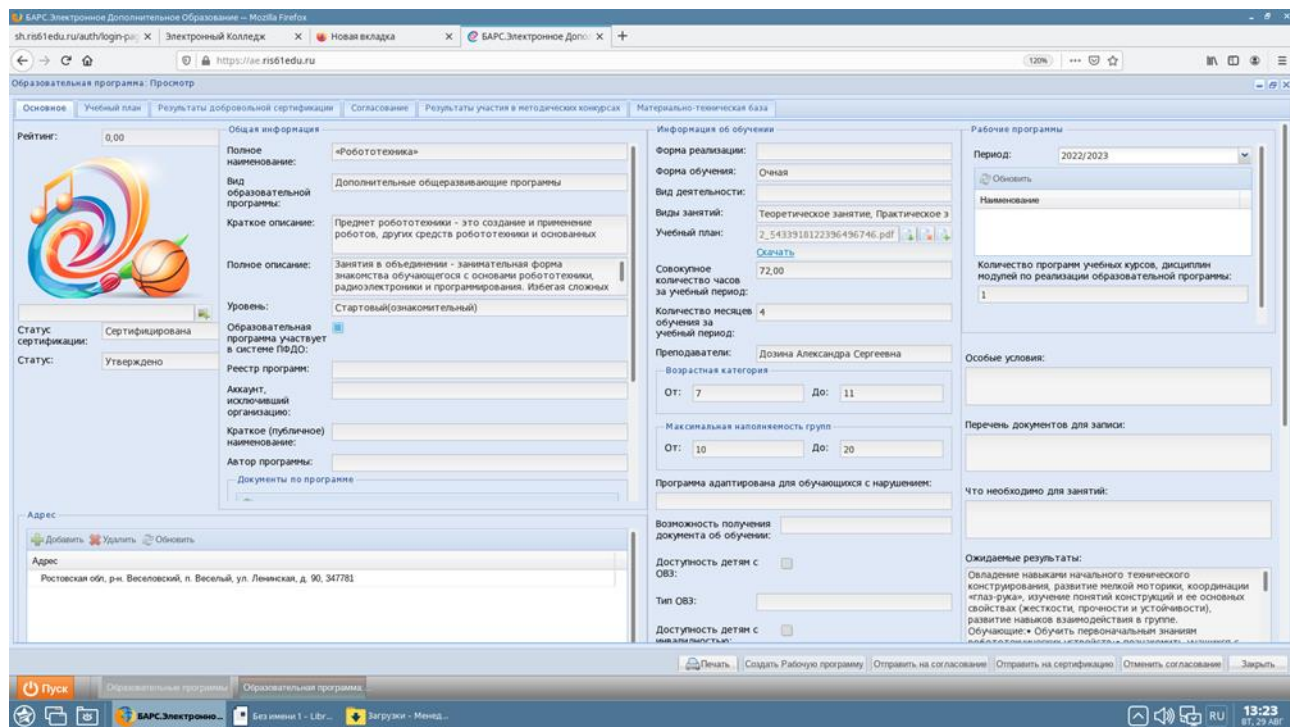 БАРС.Электронное Дополнительное Образование — Mozilla Firefox
sh.ris61edu.ru/auth/login-pag
Электронный Колледж
Новая вкладка
БАРС.Электронное Допол
https://ae.ris61edu.ru
120%
Образовательная программа: Просмотр
Основное
Учебный план
Результаты добровольной сертификации
Согласование
Результаты участия в методических конкурсах
Материально-техническая база
Рейтинг:
0,00
Статус сертификации:
Сертифицирована
Статус:
Утверждено
Общая информация
Полное наименование:
«Робототехника»
Вид образовательной программы:
Дополнительные общеразвивающие программы
Краткое описание:
Предмет робототехники - это создание и применение
роботов, других средств робототехники и основанных
Полное описание:
Занятия в объединении - занимательная форма
знакомства обучающегося с основами робототехники,
радиоэлектроники и программирования. Избегая сложных
Уровень:
Стартовый(ознакомительный)
Образовательная программа участвует в системе ПФДО:
Реестр программ:
Аккаунт, исключивший организацию:
Краткое (публичное) наименование:
Автор программы:
Документы по программе
Адрес
Добавить Удалить Обновить
Адрес
Ростовская обл, р-н. Веселовский, п. Веселый, ул. Ленинская, д. 90, 347781
Информация об обучении
Форма реализации:
Форма обучения:
Очная
Вид деятельности:
Виды занятий:
Теоретическое занятие, Практическое з
Учебный план:
2_5433918122396496746.pdf
Скачать
Совокупное количество часов за учебный период:
72,00
Количество месяцев обучения за учебный период:
4
Преподаватели:
Дозина Александра Сергеевна
Возрастная категория
От: 7 До: 11
Максимальная наполняемость групп
От: 10 До: 20
Программа адаптирована для обучающихся с нарушением:
Возможность получения документа об обучении:
Доступность детям с ОВЗ:
Тип ОВЗ:
Доступность детям с
инвалидностью:
Рабочие программы
Период:
2022/2023
Обновить
Наименование
Количество программ учебных курсов, дисциплин
модулей по реализации образовательной программы:
1
Особые условия:
Перечень документов для записи:
Что необходимо для занятий:
Ожидаемые результаты:
Овладение навыками начального технического
конструирования, развитие мелкой моторики, координации
«глаз-рука», изучение понятий конструкций и ее основных
свойствах (жесткости, прочности и устойчивости),
развитие навыков взаимодействия в группе.
Обучающие:• Обучить первоначальным знаниям
Печать
Создать Рабочую программу
Отправить на согласование
Отправить на сертификацию
Отменить согласование
Закрыть
Пуск
Образовательные программы
Образовательная программа...
БАРС.Электронно...
Без имени 1 - Libr...
Загрузки - Менед...
RU
13:23
ВТ, 29 АВГ